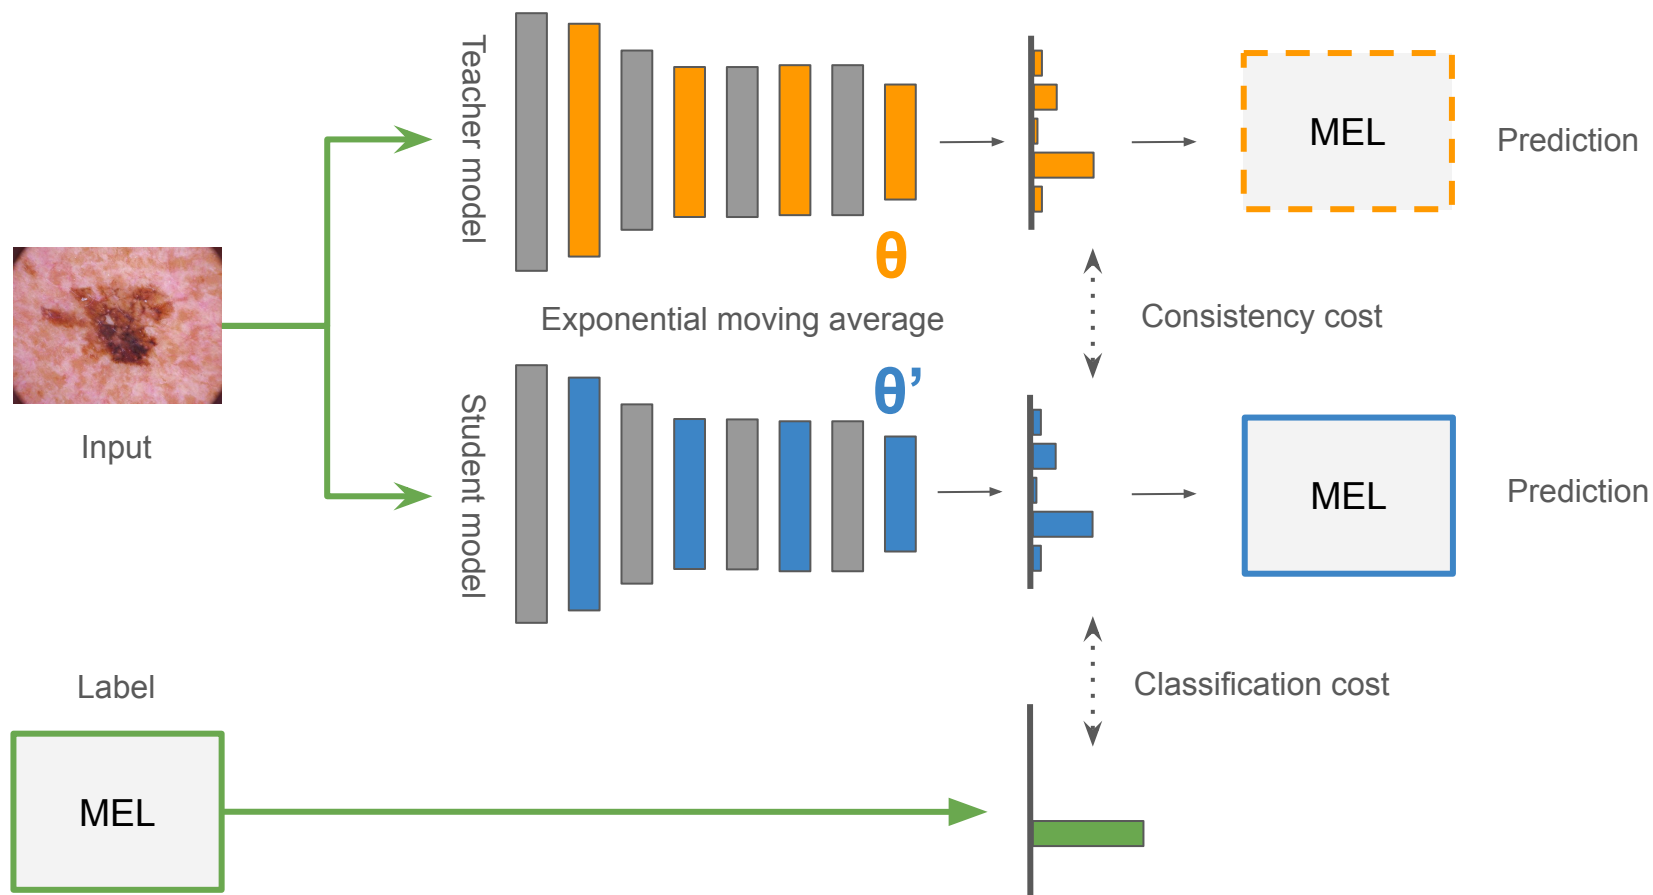 Teacher model
MEL
Prediction
θ
Exponential moving average
Consistency cost
Input
θ’
Student model
MEL
Prediction
Label
Classification cost
MEL